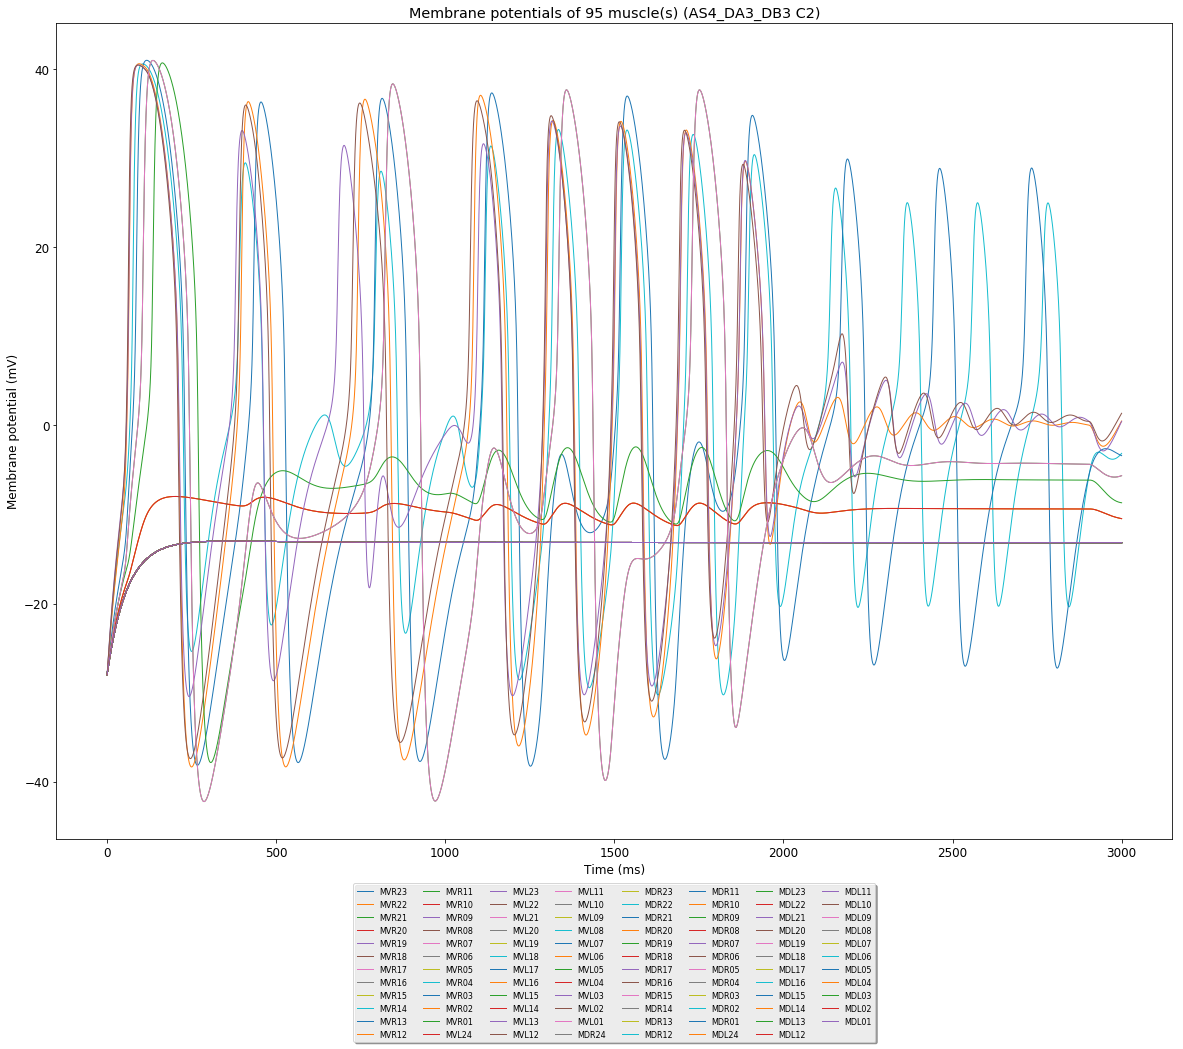 Membrane potentials of 95 muscle(s) (AS4_DA3_DB3 C2)
Membrane potential (mV)
40
20
0
−20
−40
0 500 1000 1500 2000 2500 3000
Time (ms)
MVR23 MVR11 MVL23 MVL11 MDR23 MDR11 MDL23 MDL11
MVR22 MVR10 MVL22 MVL10 MDR22 MDR10 MDL22 MDL10
MVR21 MVR09 MVL21 MVL09 MDR21 MDR09 MDL21 MDL09
MVR20 MVR08 MVL20 MVL08 MDR20 MDR08 MDL20 MDL08
MVR19 MVR07 MVL19 MVL07 MDR19 MDR07 MDL19 MDL07
MVR18 MVR06 MVL18 MVL06 MDR18 MDR06 MDL18 MDL06
MVR17 MVR05 MVL17 MVL05 MDR17 MDR05 MDL17 MDL05
MVR16 MVR04 MVL16 MVL04 MDR16 MDR04 MDL16 MDL04
MVR15 MVR03 MVL15 MVL03 MDR15 MDR03 MDL15 MDL03
MVR14 MVR02 MVL14 MVL02 MDR14 MDR02 MDL14 MDL02
MVR13 MVR01 MVL13 MVL01 MDR13 MDR01 MDL13 MDL01
MVR12 MVL24 MVL12 MDR24 MDR12 MDL24 MDL12